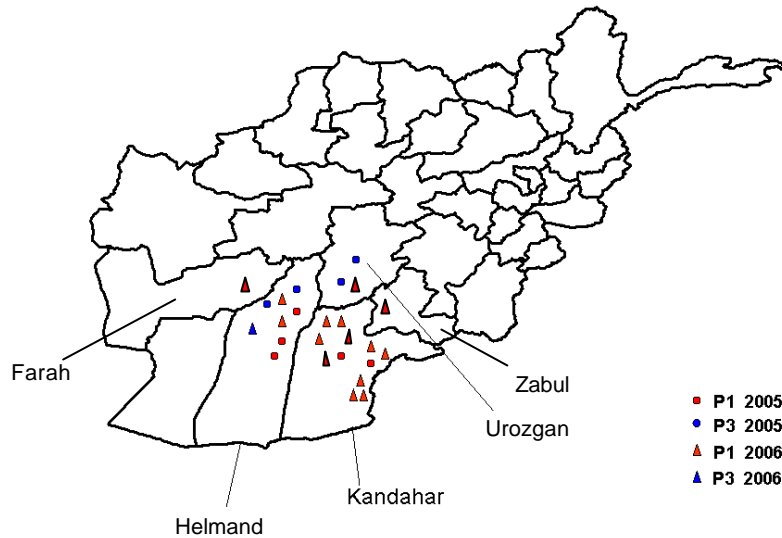 Farah
Zabul
Urozgan
Kandahar
Helmand
P1 2005
P3 2005
P1 2006
P3 2006